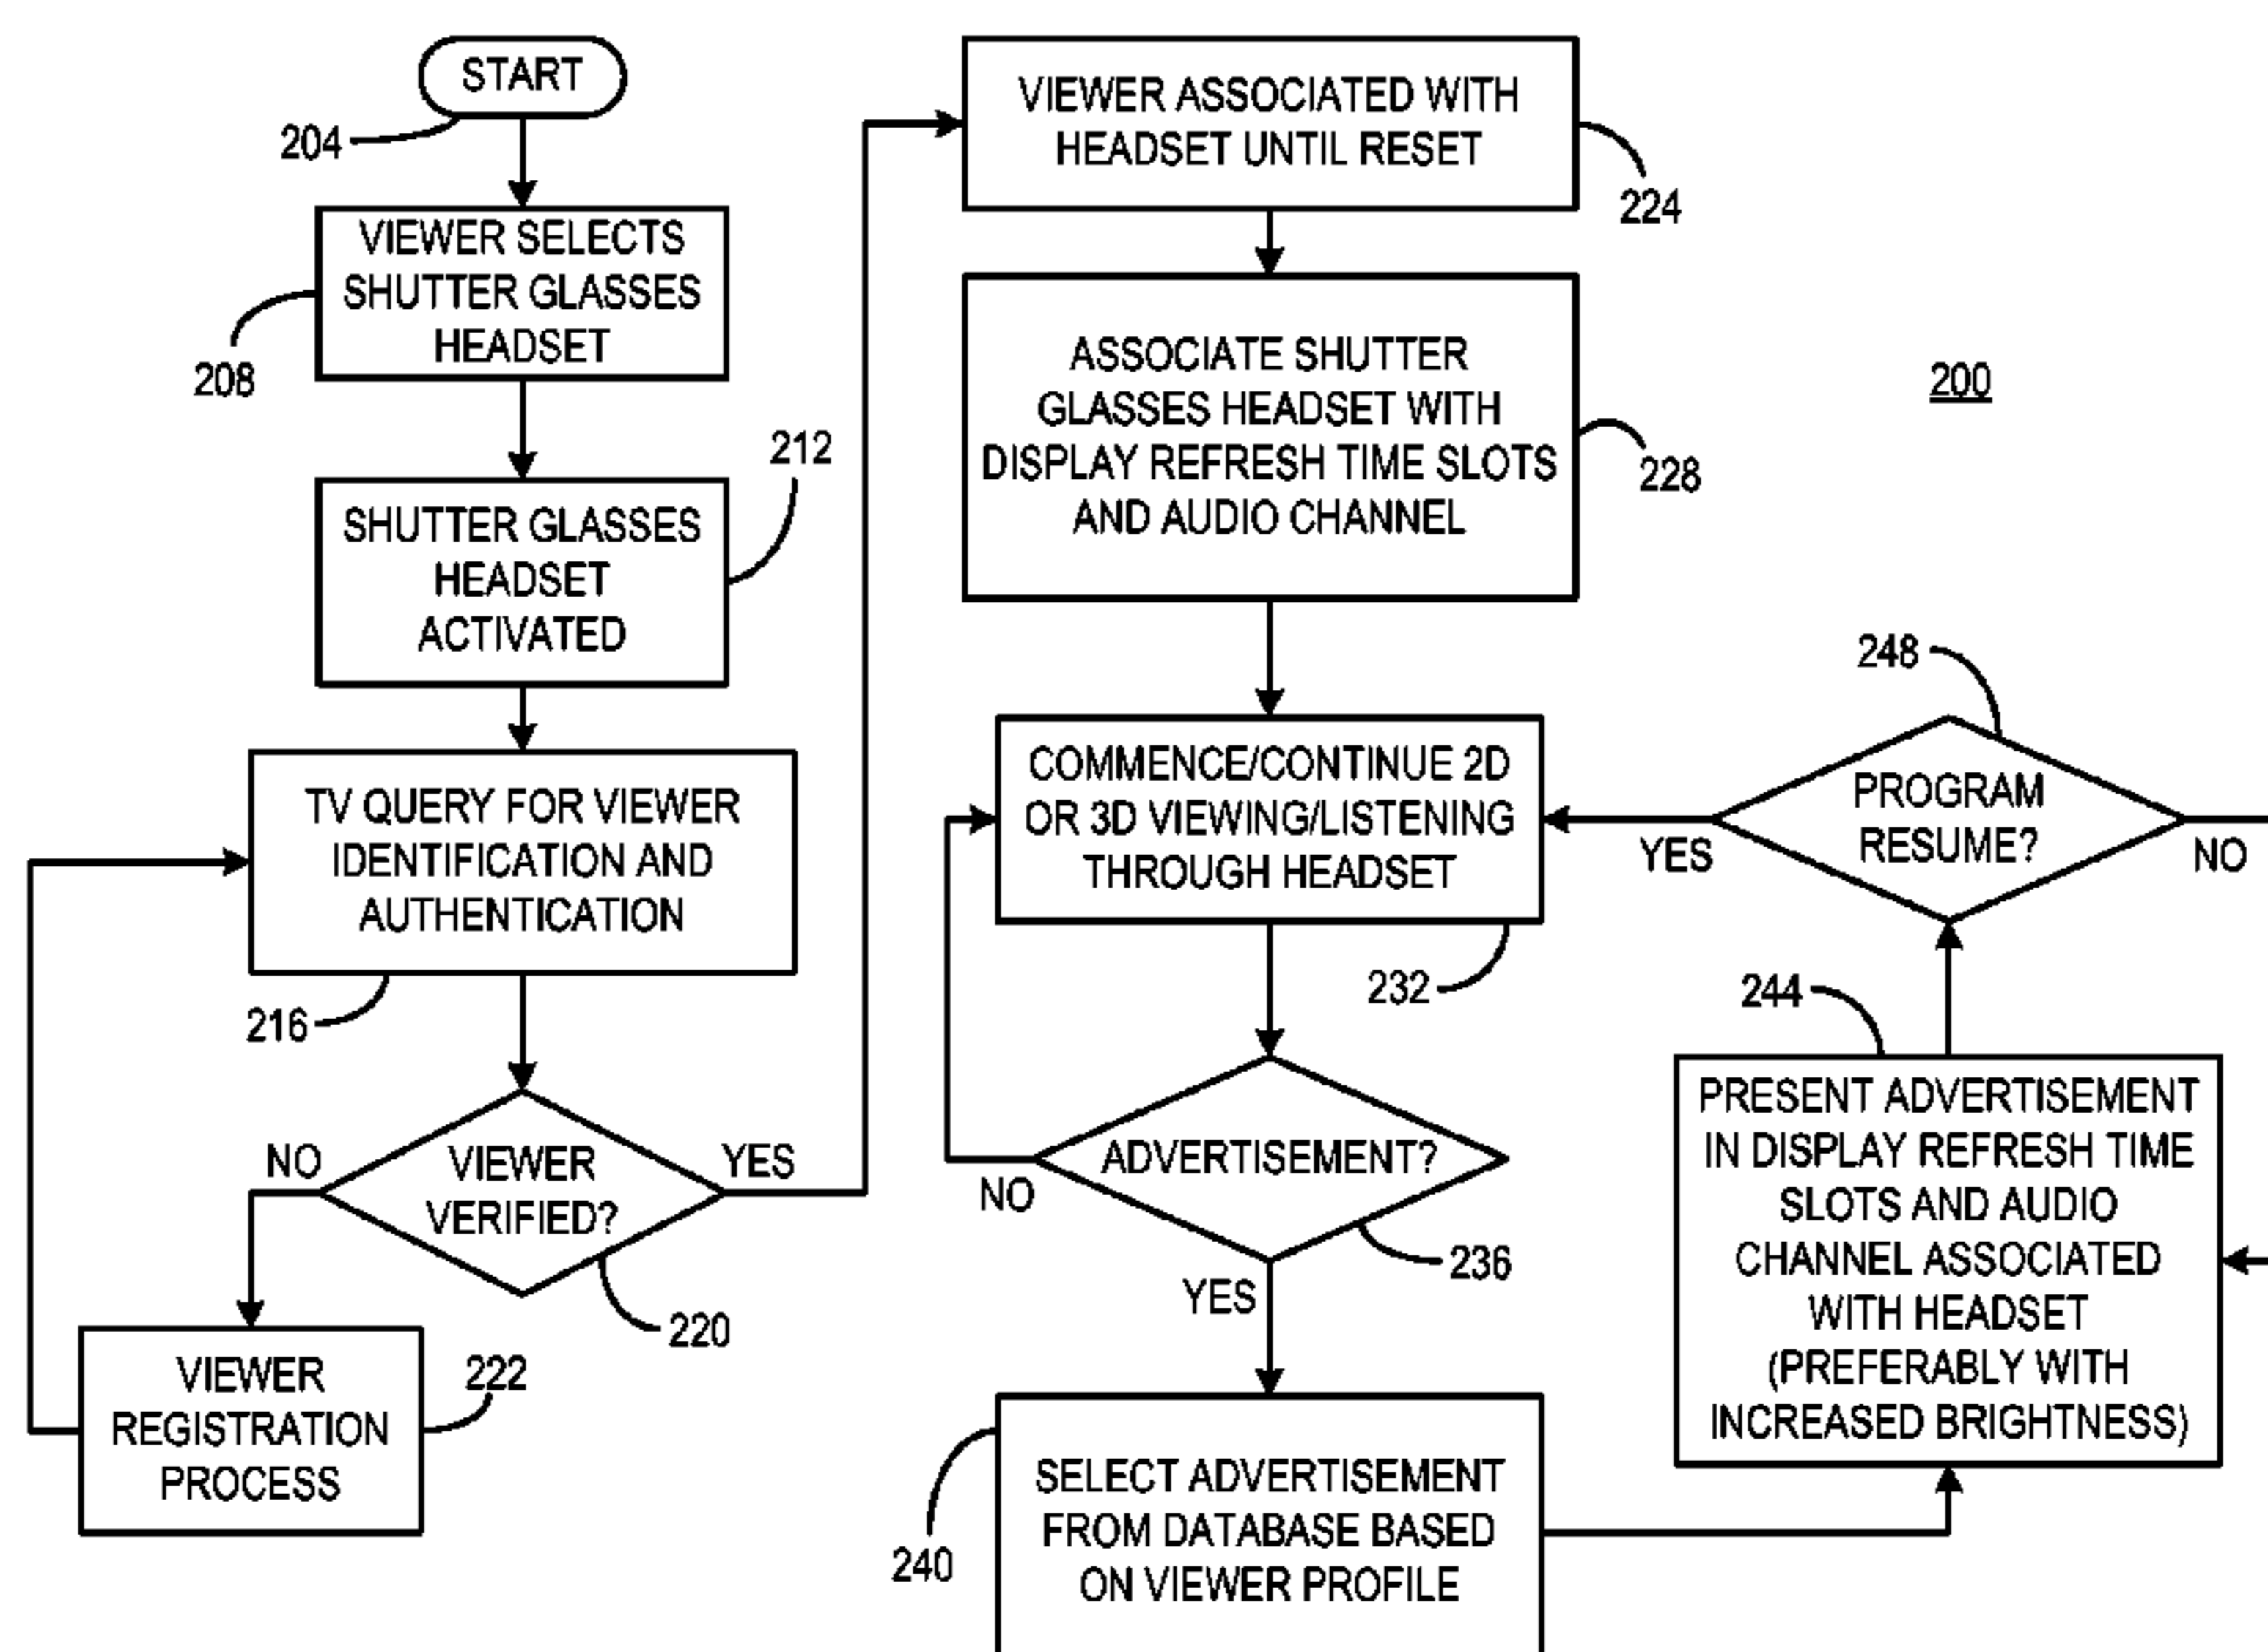 START
204
VIEWER SELECTS
SHUTTER GLASSES
HEADSET
208
SHUTTER GLASSES
HEADSET
ACTIVATED
212
TV QUERY FOR VIEWER
IDENTIFICATION AND
AUTHENTICATION
216
VIEWER
VERIFIED?
NO
YES
220
VIEWER
REGISTRATION
PROCESS
222
VIEWER ASSOCIATED WITH
HEADSET UNTIL RESET
224
ASSOCIATE SHUTTER
GLASSES HEADSET WITH
DISPLAY REFRESH TIME SLOTS
AND AUDIO CHANNEL
228
200
COMMENCE/CONTINUE 2D
OR 3D VIEWING/LISTENING
THROUGH HEADSET
232
ADVERTISEMENT?
NO
YES
236
SELECT ADVERTISEMENT
FROM DATABASE BASED
ON VIEWER PROFILE
240
PRESENT ADVERTISEMENT
IN DISPLAY REFRESH TIME
SLOTS AND AUDIO
CHANNEL ASSOCIATED
WITH HEADSET
(PREFERABLY WITH
INCREASED BRIGHTNESS)
244
PROGRAM
RESUME?
248
YES
NO